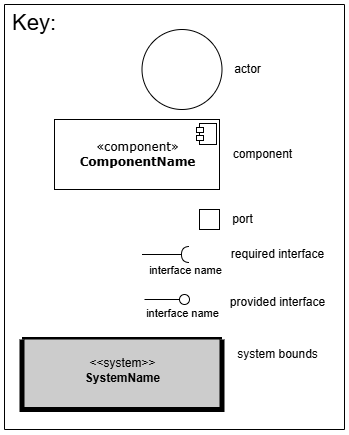 Key:
actor
«component»
ComponentName
component
port
required interface
interface name
provided interface
interface name
system bounds
<<system>>
SystemName